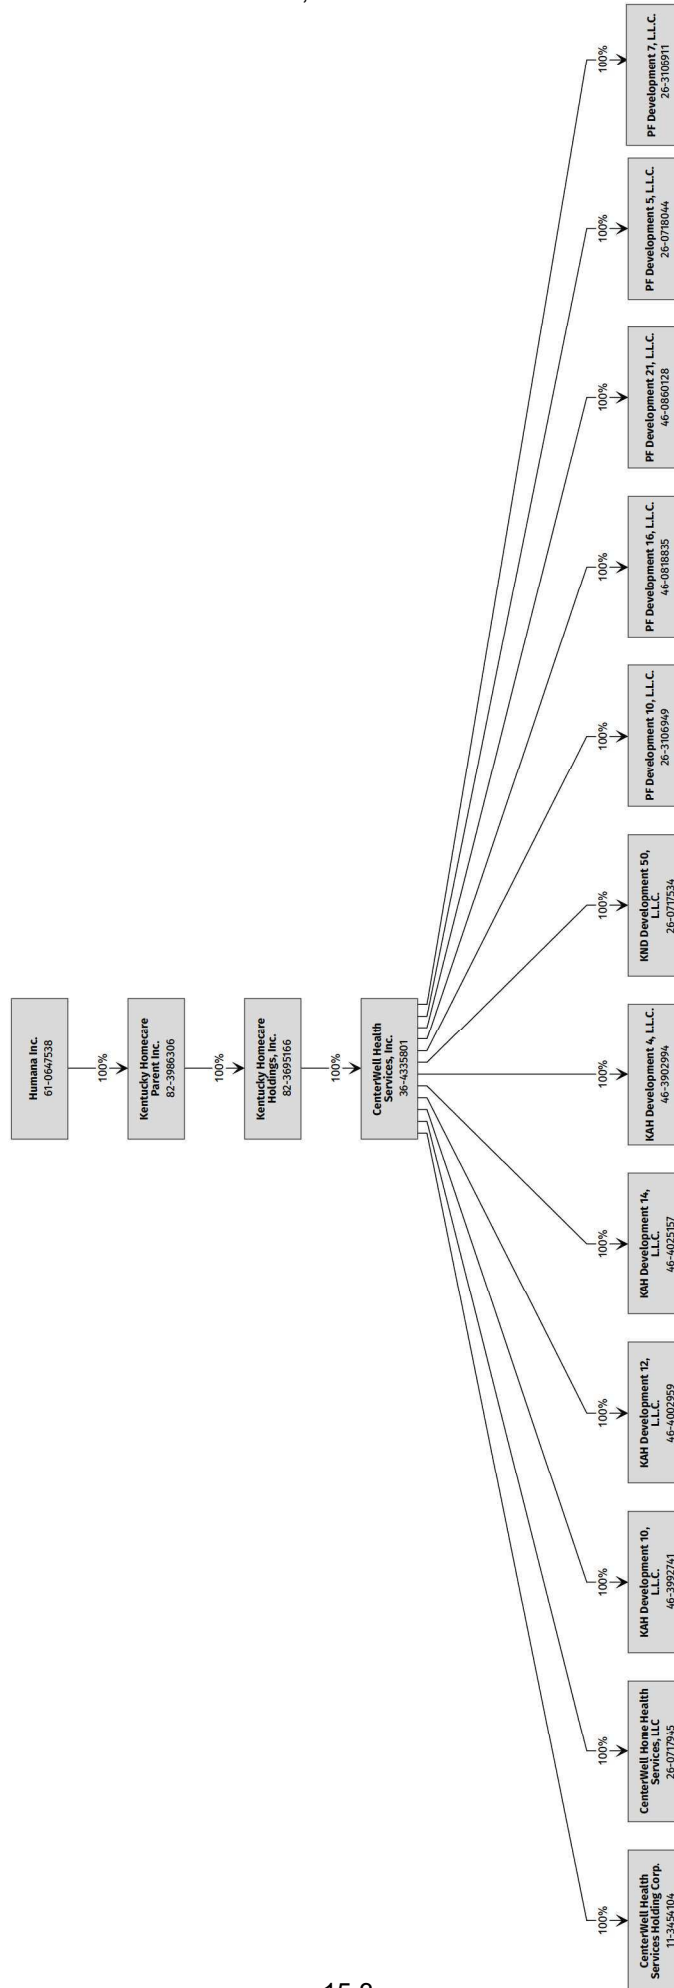 Humana Inc.
61-0647538
100%
Kentucky Homecare
Parent Inc.
82-3986306
100%
Kentucky Homecare
Holdings, Inc.
82-3695166
100%
CenterWell Health
Services, Inc.
36-4335801
100%
CenterWell Health
Services Holding Corp.
11-3454104
100%
CenterWell Home Health
Services, LLC
26-0717945
100%
KAH Development 10,
L.L.C.
46-3992741
100%
KAH Development 12,
L.L.C.
46-4002959
100%
KAH Development 14,
L.L.C.
46-4025157
100%
KAH Development 4, L.L.C.
46-3902994
100%
KND Development 50,
L.L.C.
26-0717534
100%
PF Development 10, L.L.C.
26-3106949
100%
PF Development 16, L.L.C.
46-0818835
100%
PF Development 21, L.L.C.
46-0860128
100%
PF Development 5, L.L.C.
26-0718044
100%
PF Development 7, L.L.C.
26-3106911